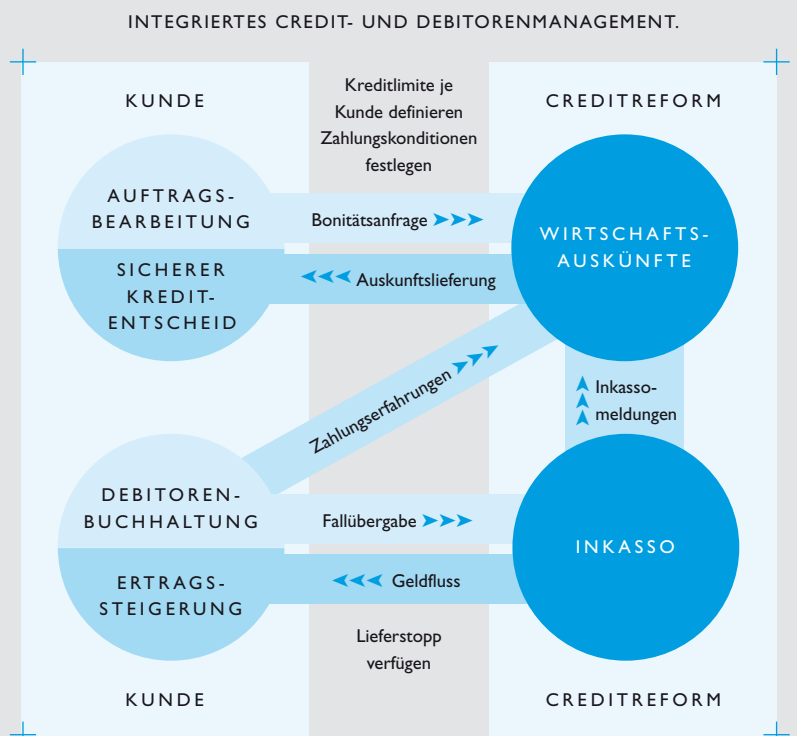 INTEGRIERTES CREDIT- UND DEBITORENMANAGEMENT.
KUNDE
Kreditlimite je
Kunde definieren
Zahlungskonditionen
festlegen
CREDITREFORM
AUFTRAGS-
BEARBEITUNG
Bonitätsanfrage
WIRTSCHAFTS-
AUSKÜNFTE
SICHERER
KREDIT-
ENTSCHEID
Auskunftslieferung
Zahlungserfahrungen
Inkasso-
meldungen
DEBITOREN-
BUCHHALTUNG
Fallübergabe
INKASSO
ERTRAGS-
STEIGERUNG
Geldfluss
Lieferstopp
verfügen
KUNDE
CREDITREFORM